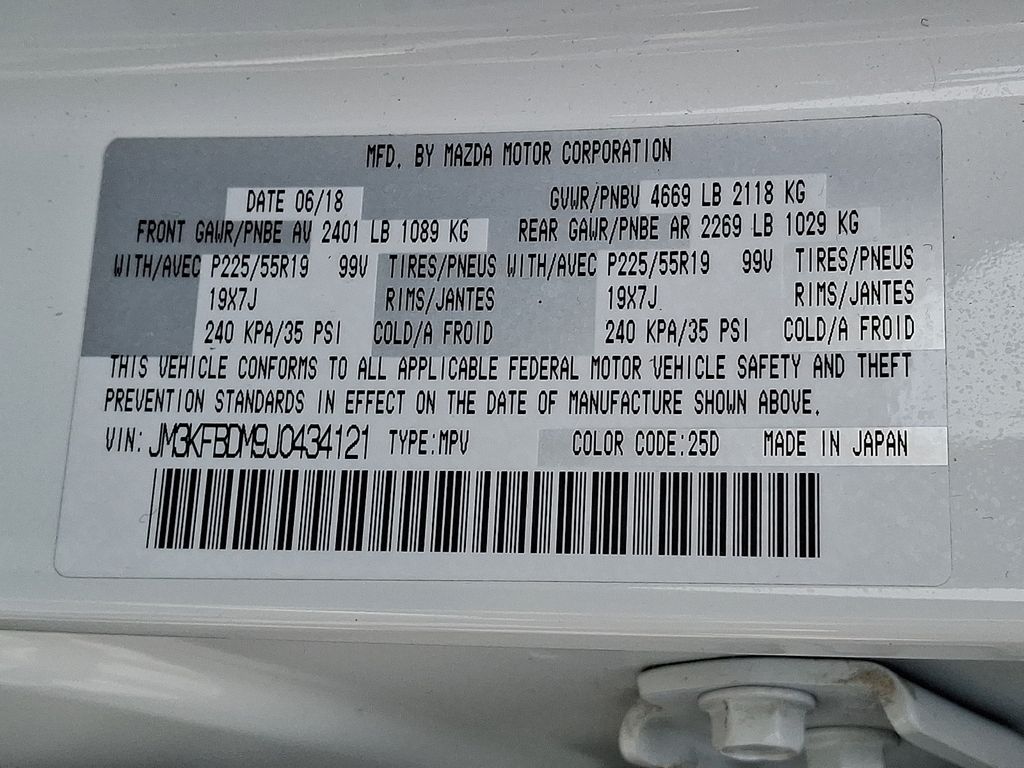 MFD. BY MAZDA MOTOR CORPORATION
DATE 06/18 GVWR/PNBV 4669 LB 2118 KG
FRONT GAWR/PNBE AV 2401 LB 1089 KG REAR GAWR/PNBE AR 2269 LB 1029 KG
WITH/AVEC P225/55R19 99V TIRES/PNEUS WITH/AVEC P225/55R19 99V TIRES/PNEUS
19X7J RIMS/JANTES 19X7J RIMS/JANTES
240 KPA/35 PSI COLD/A FROID 240 KPA/35 PSI COLD/A FROID
THIS VEHICLE CONFORMS TO ALL APPLICABLE FEDERAL MOTOR VEHICLE SAFETY AND THEFT
PREVENTION STANDARDS IN EFFECT ON THE DATE OF MANUFACTURE SHOWN ABOVE.
VIN: JM3KFBDM9J0434121 TYPE:MPV COLOR CODE:25D MADE IN JAPAN